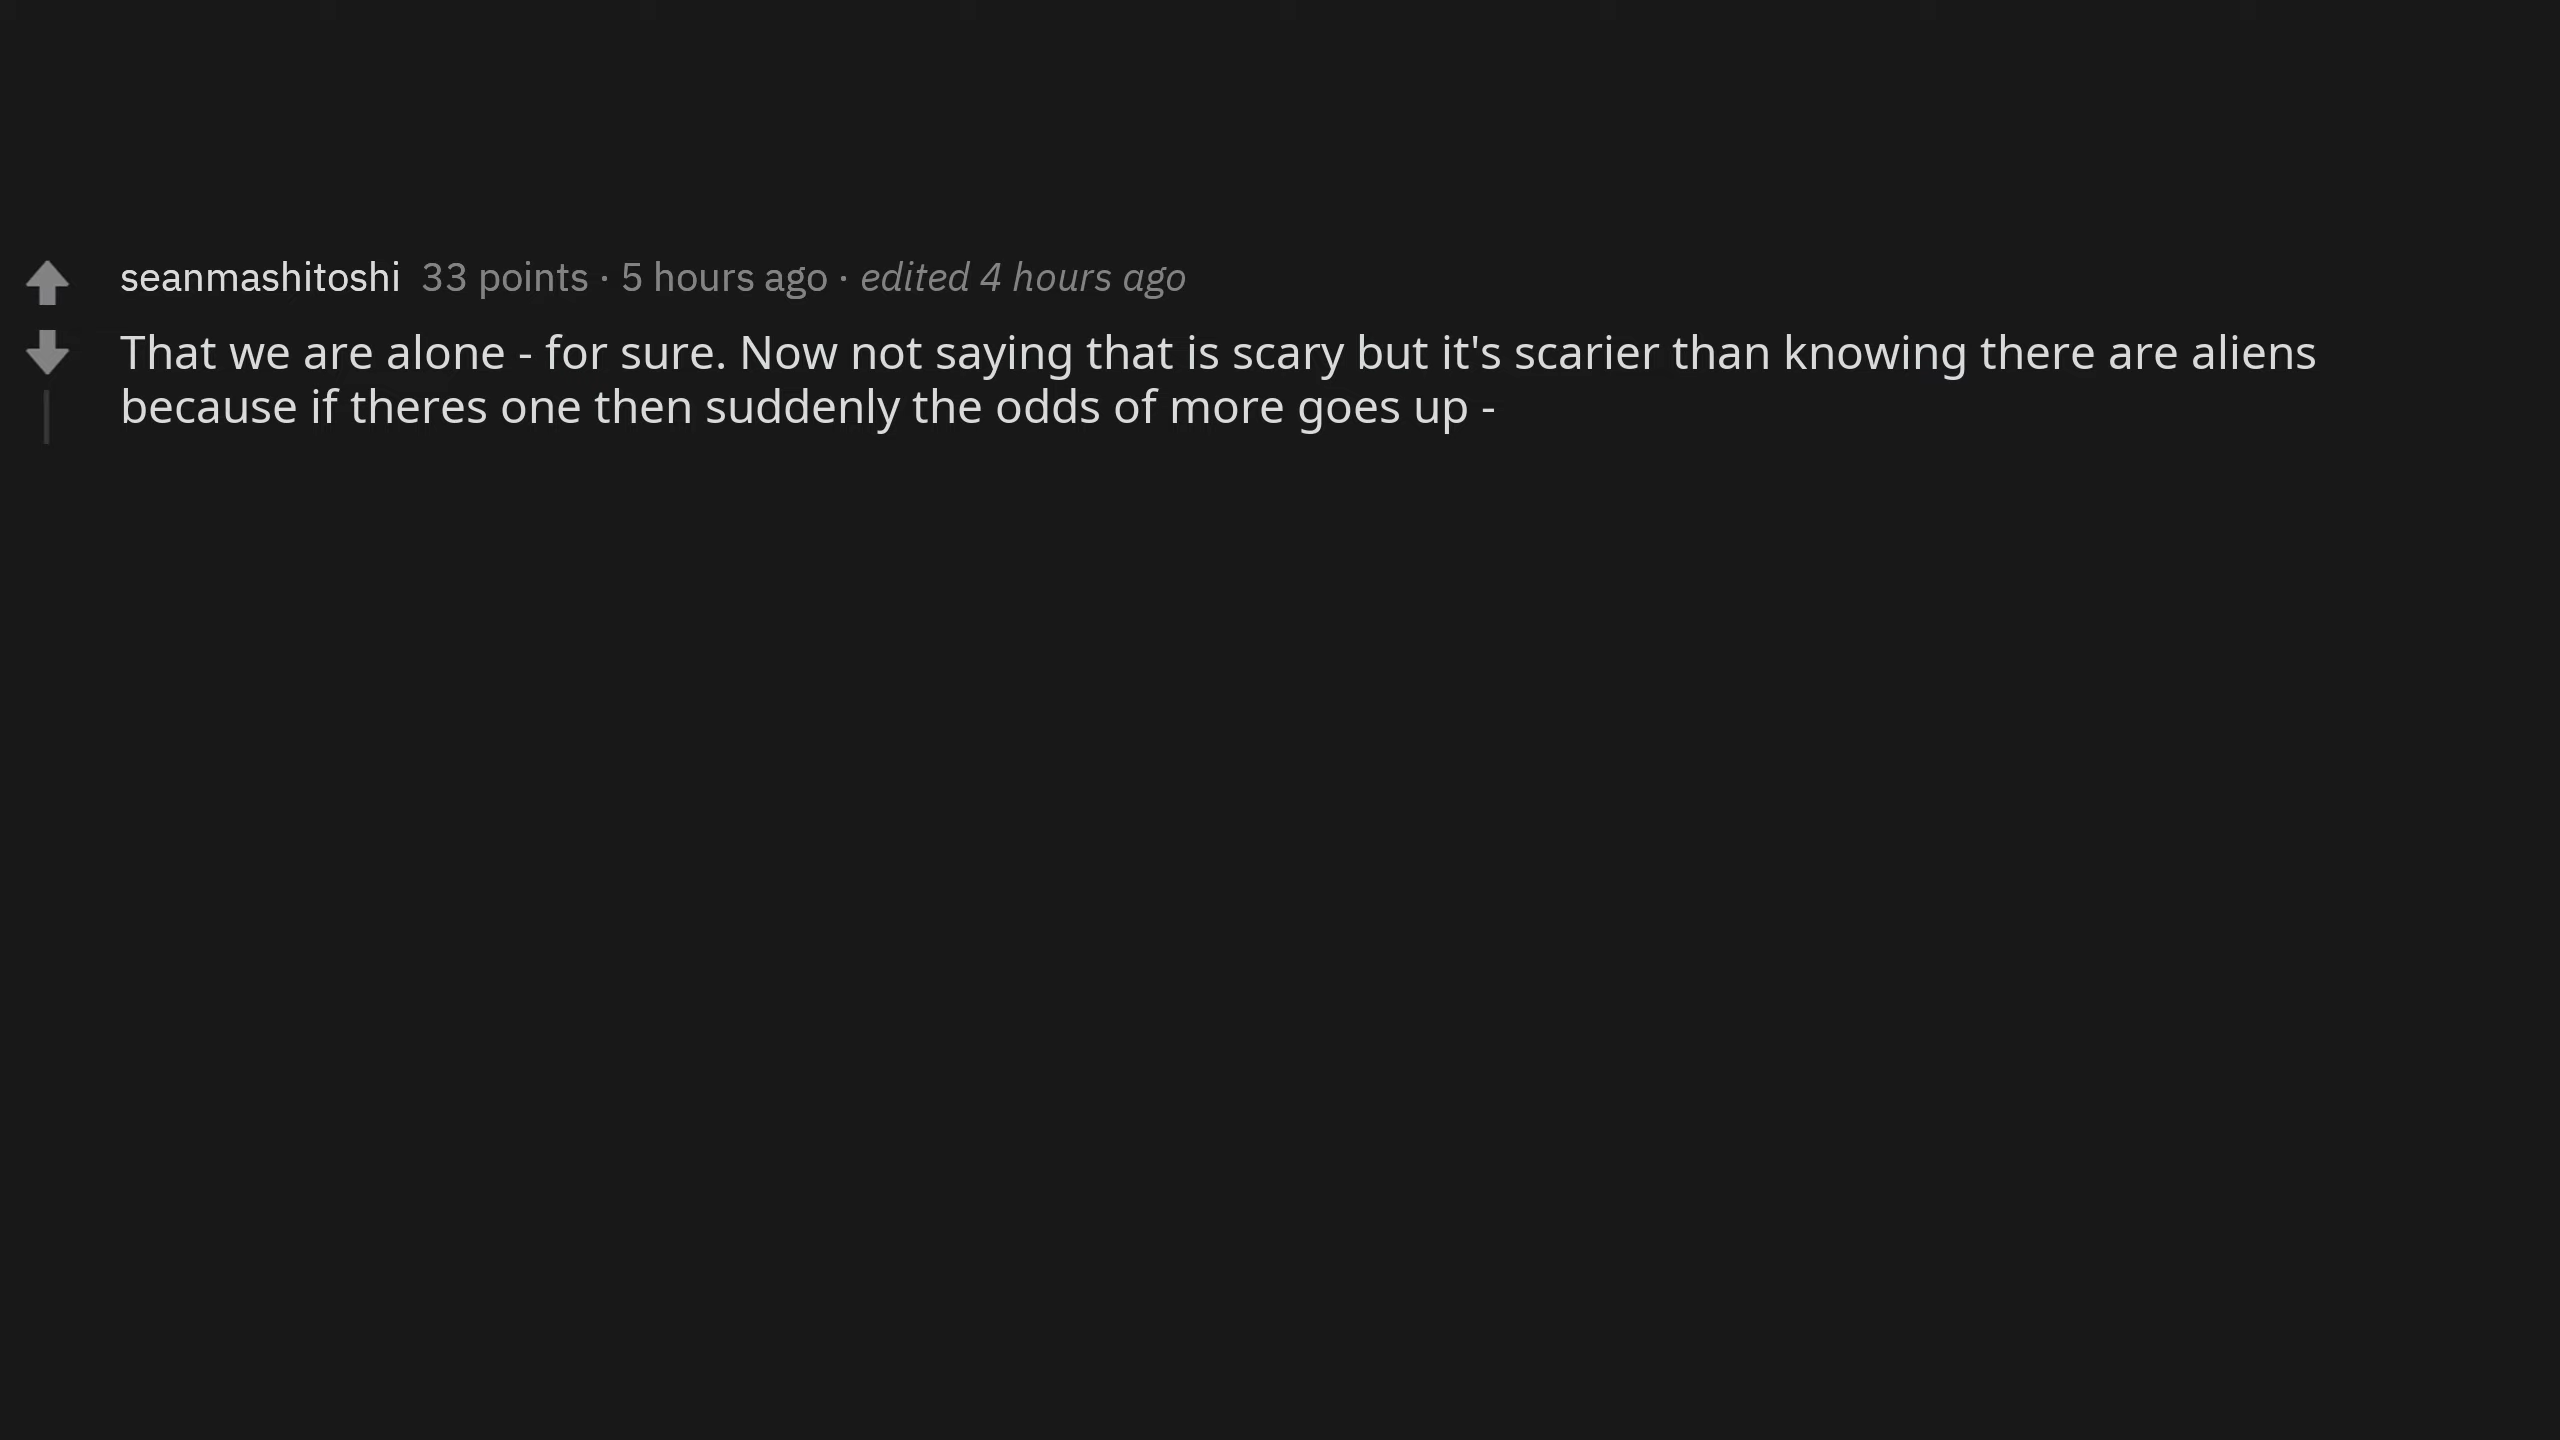 seanmashitoshi 33 points · 5 hours ago · edited 4 hours ago
That we are alone - for sure. Now not saying that is scary but it's scarier than knowing there are aliens
because if theres one then suddenly the odds of more goes up -